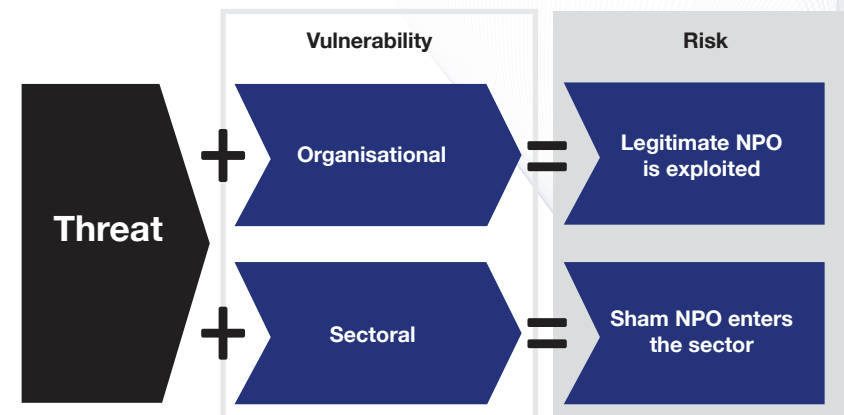 Vulnerability
Risk
Threat
+
Organisational
=
Legitimate NPO
is exploited
+
Sectoral
=
Sham NPO enters
the sector